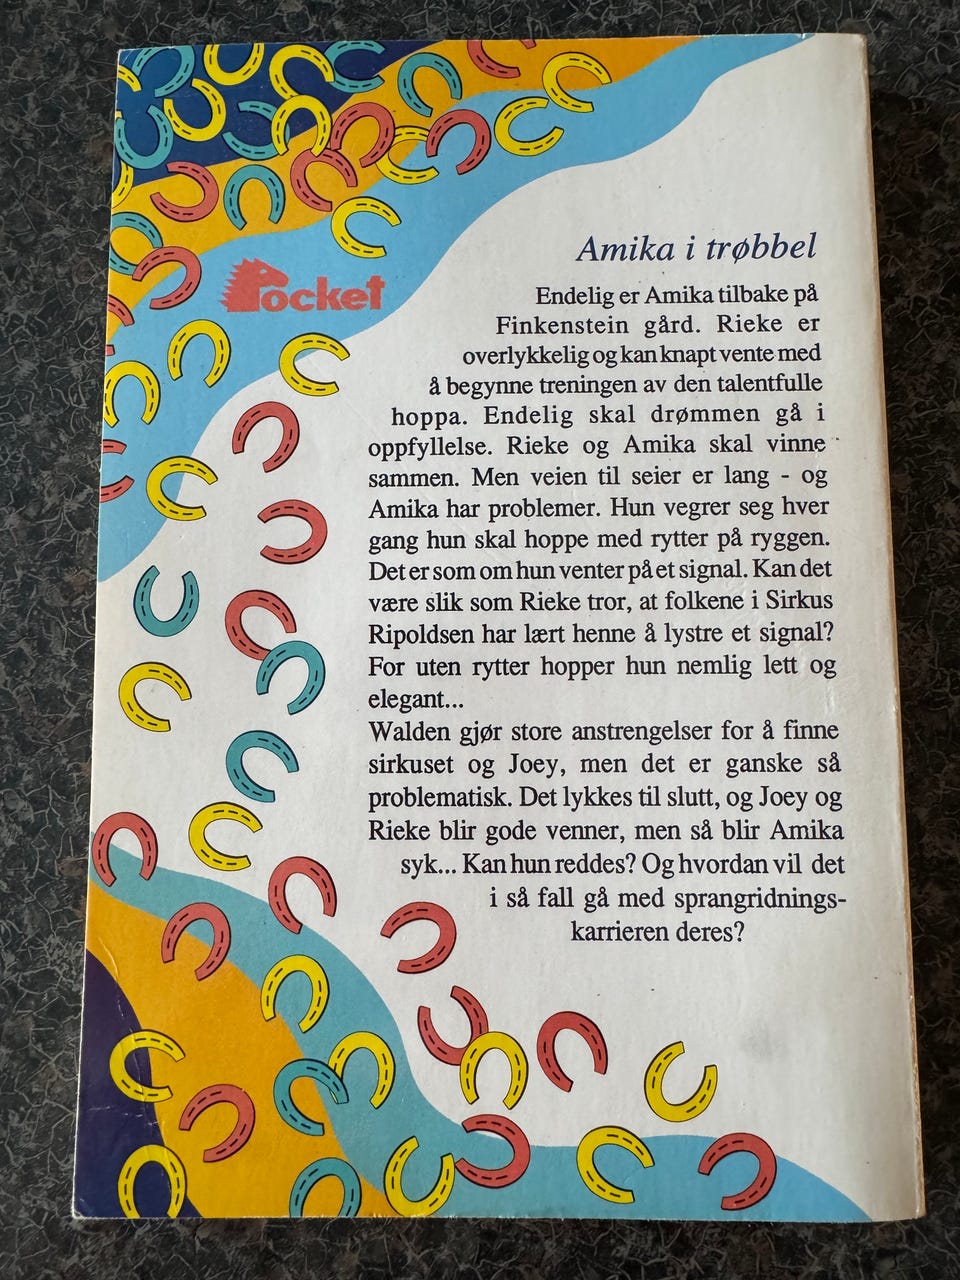 Amika i trøbbel
Pocket
Endelig er Amika tilbake på
Finkenstein gård. Rieke er
overlykkelig og kan knapt vente med
å begynne treningen av den talentfulle
hoppa. Endelig skal drømmen gå i
oppfyllelse. Rieke og Amika skal vinne
sammen. Men veien til seier er lang - og
Amika har problemer. Hun vegrer seg hver
gang hun skal hoppe med rytter på ryggen.
Det er som om hun venter på et signal. Kan det
være slik som Rieke tror, at folkene i Sirkus
Ripoldsen har lært henne å lystre et signal?
For uten rytter hopper hun nemlig lett og
elegant...
Walden gjør store anstrengelser for å finne
sirkuset og Joey, men det er ganske så
problematisk. Det lykkes til slutt, og Joey og
Rieke blir gode venner, men så blir Amika
syk... Kan hun reddes? Og hvordan vil det
i så fall gå med sprangridnings-
karrieren deres?